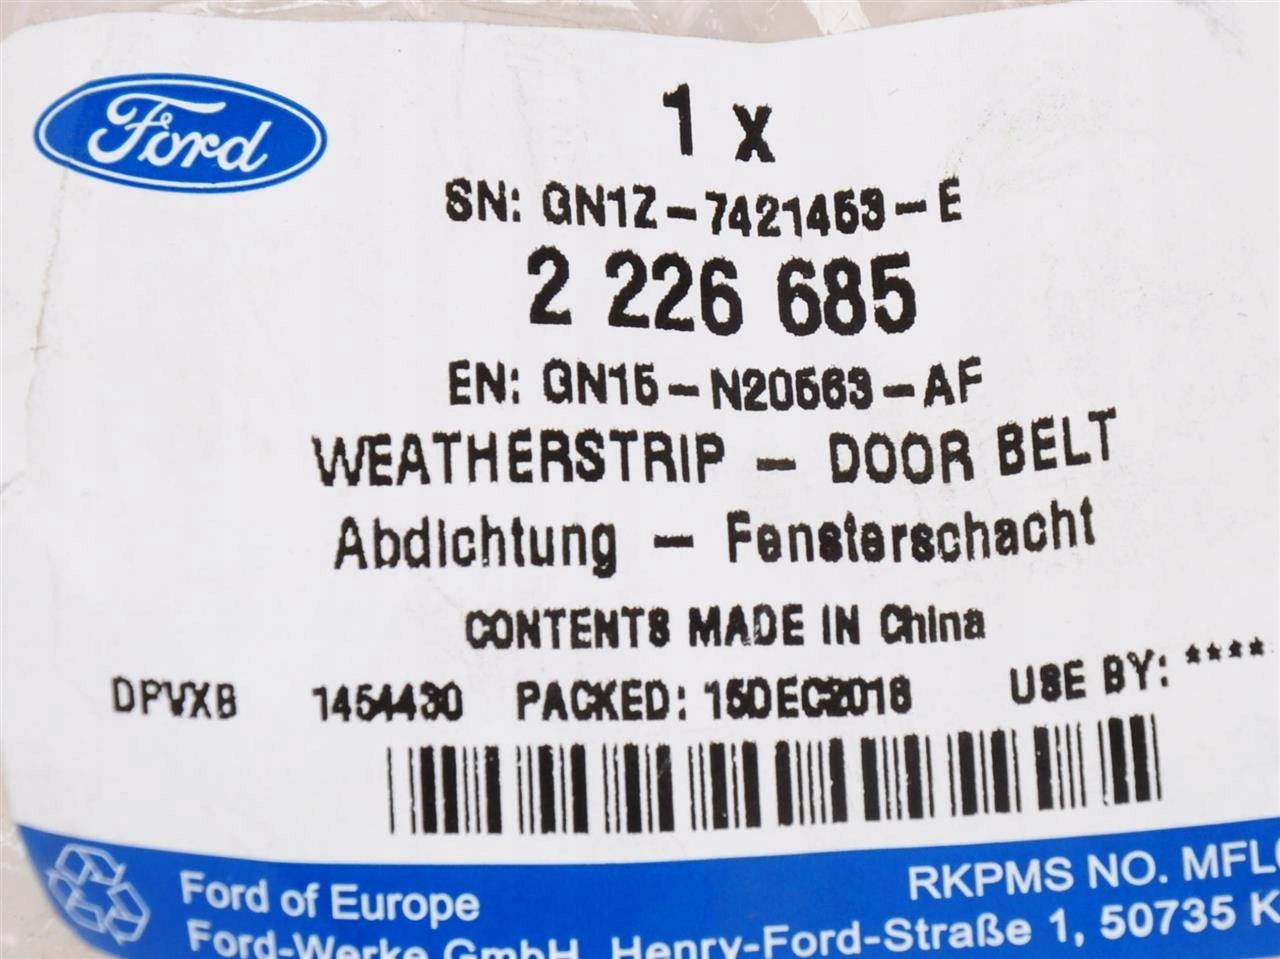 Ford
1 x
SN: GN1Z-7421453-E
2 226 685
EN: GN15-N20563-AF
WEATHERSTRIP - DOOR BELT
Abdichtung - Fensterschacht
CONTENTS MADE IN China
DPVXB 1454430 PACKED: 15DEC2018 USE BY: ****
Ford of Europe RKPMS NO. MFL
Ford-Werke GmbH, Henry-Ford-Straße 1, 50735 K